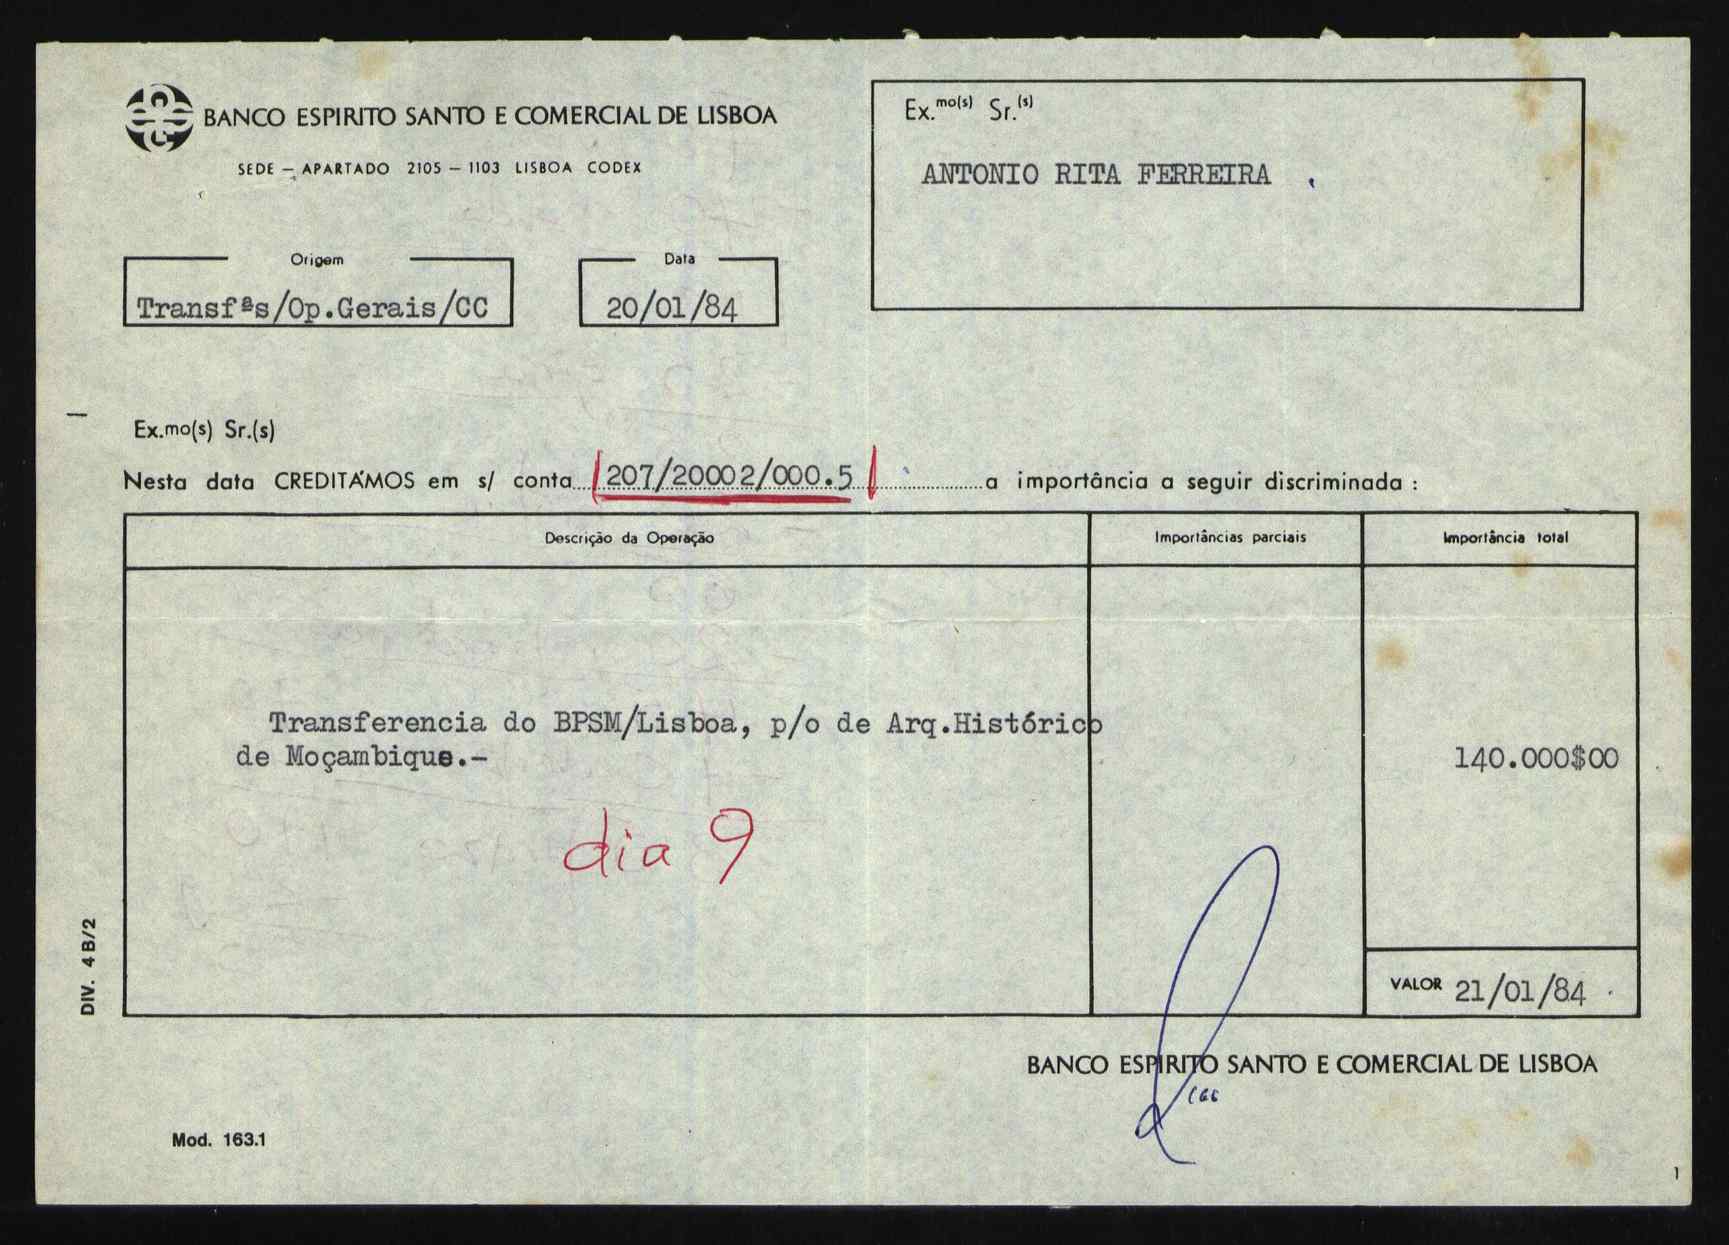 BANCO ESPIRITO SANTO E COMERCIAL DE LISBOA
SEDE – APARTADO 2105 – 1103 LISBOA CODEX
Ex.mo(s) Sr.(s)
ANTONIO RITA FERREIRA
Origem
Transfªs/Op.Gerais/CC
Data
20/01/84
Ex.mo(s) Sr.(s)
Nesta data CREDITÁMOS em s/ conta 207/20002/000.5 a importância a seguir discriminada :
Descrição da Operação
Importâncias parciais
Importância total
Transferencia do BPSM/Lisboa, p/o de Arq.Histórico
de Moçambique.-
140.000$00
dia 9
DIV. 4 B/2
VALOR 21/01/84
BANCO ESPIRITO SANTO E COMERCIAL DE LISBOA
Mod. 163.1
1